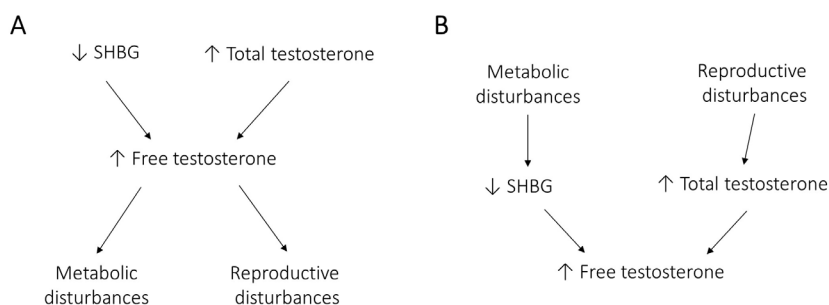 A
↓ SHBG
↑ Total testosterone
↑ Free testosterone
Metabolic
disturbances
Reproductive
disturbances
B
Metabolic
disturbances
Reproductive
disturbances
↓ SHBG
↑ Total testosterone
↑ Free testosterone